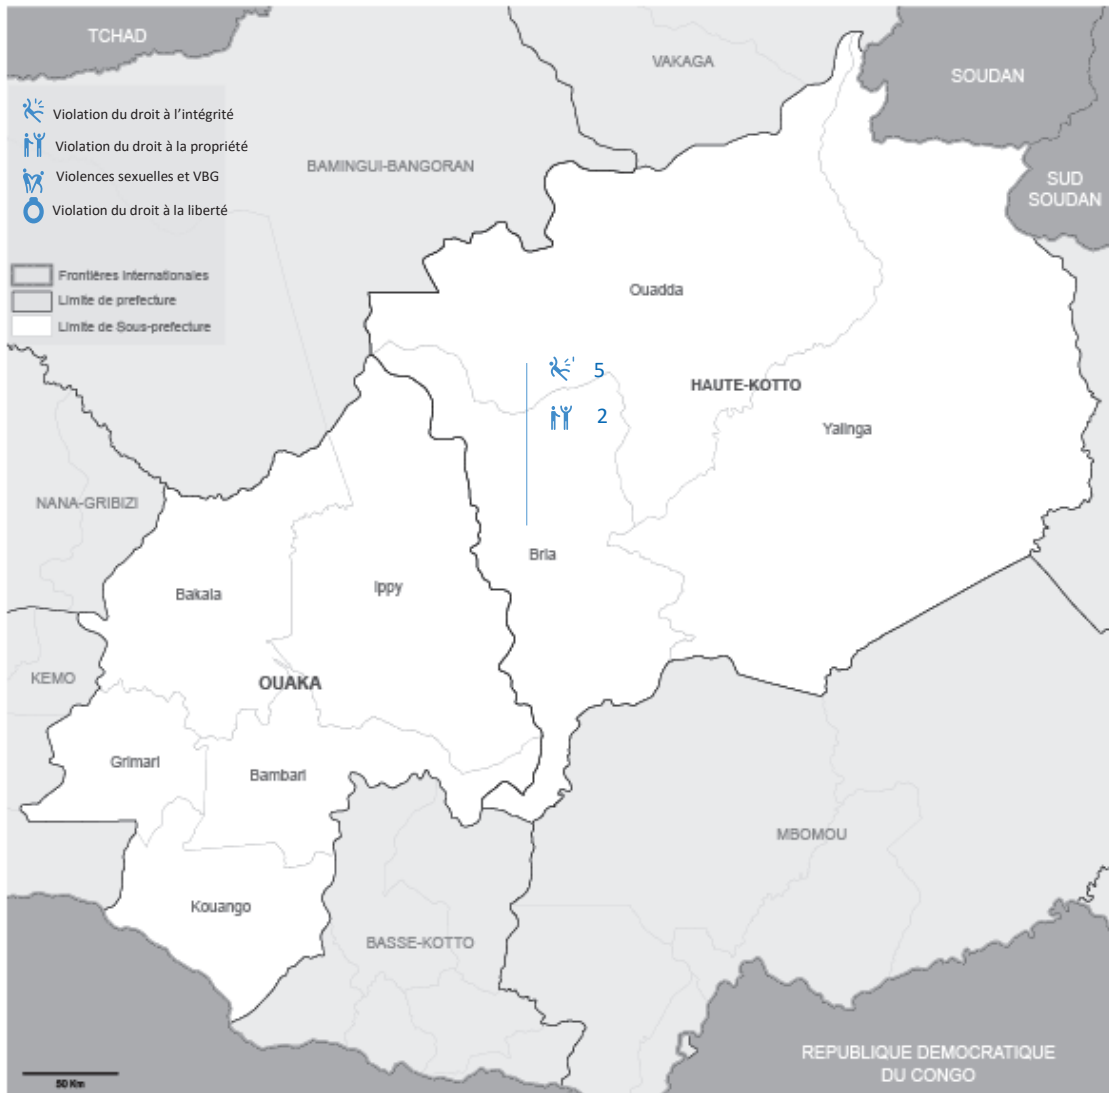 TCHAD
VAKAGA
SOUDAN
Violation du droit à l'intégrité
Violation du droit à la propriété
Violences sexuelles et VBG
Violation du droit à la liberté
BAMINGUI-BANGORAN
SUD
SOUDAN
Frontières Internationales
Limite de prefecture
Limite de Sous-prefecture
Ouadda
5
HAUTE-KOTTO
2
Yalinga
NANA-GRIBIZI
Bria
Bakala
Ippy
KEMO
OUAKA
Grimari
Bambari
MBOMOU
Kouango
BASSE-KOTTO
REPUBLIQUE DEMOCRATIQUE
DU CONGO
50 Km